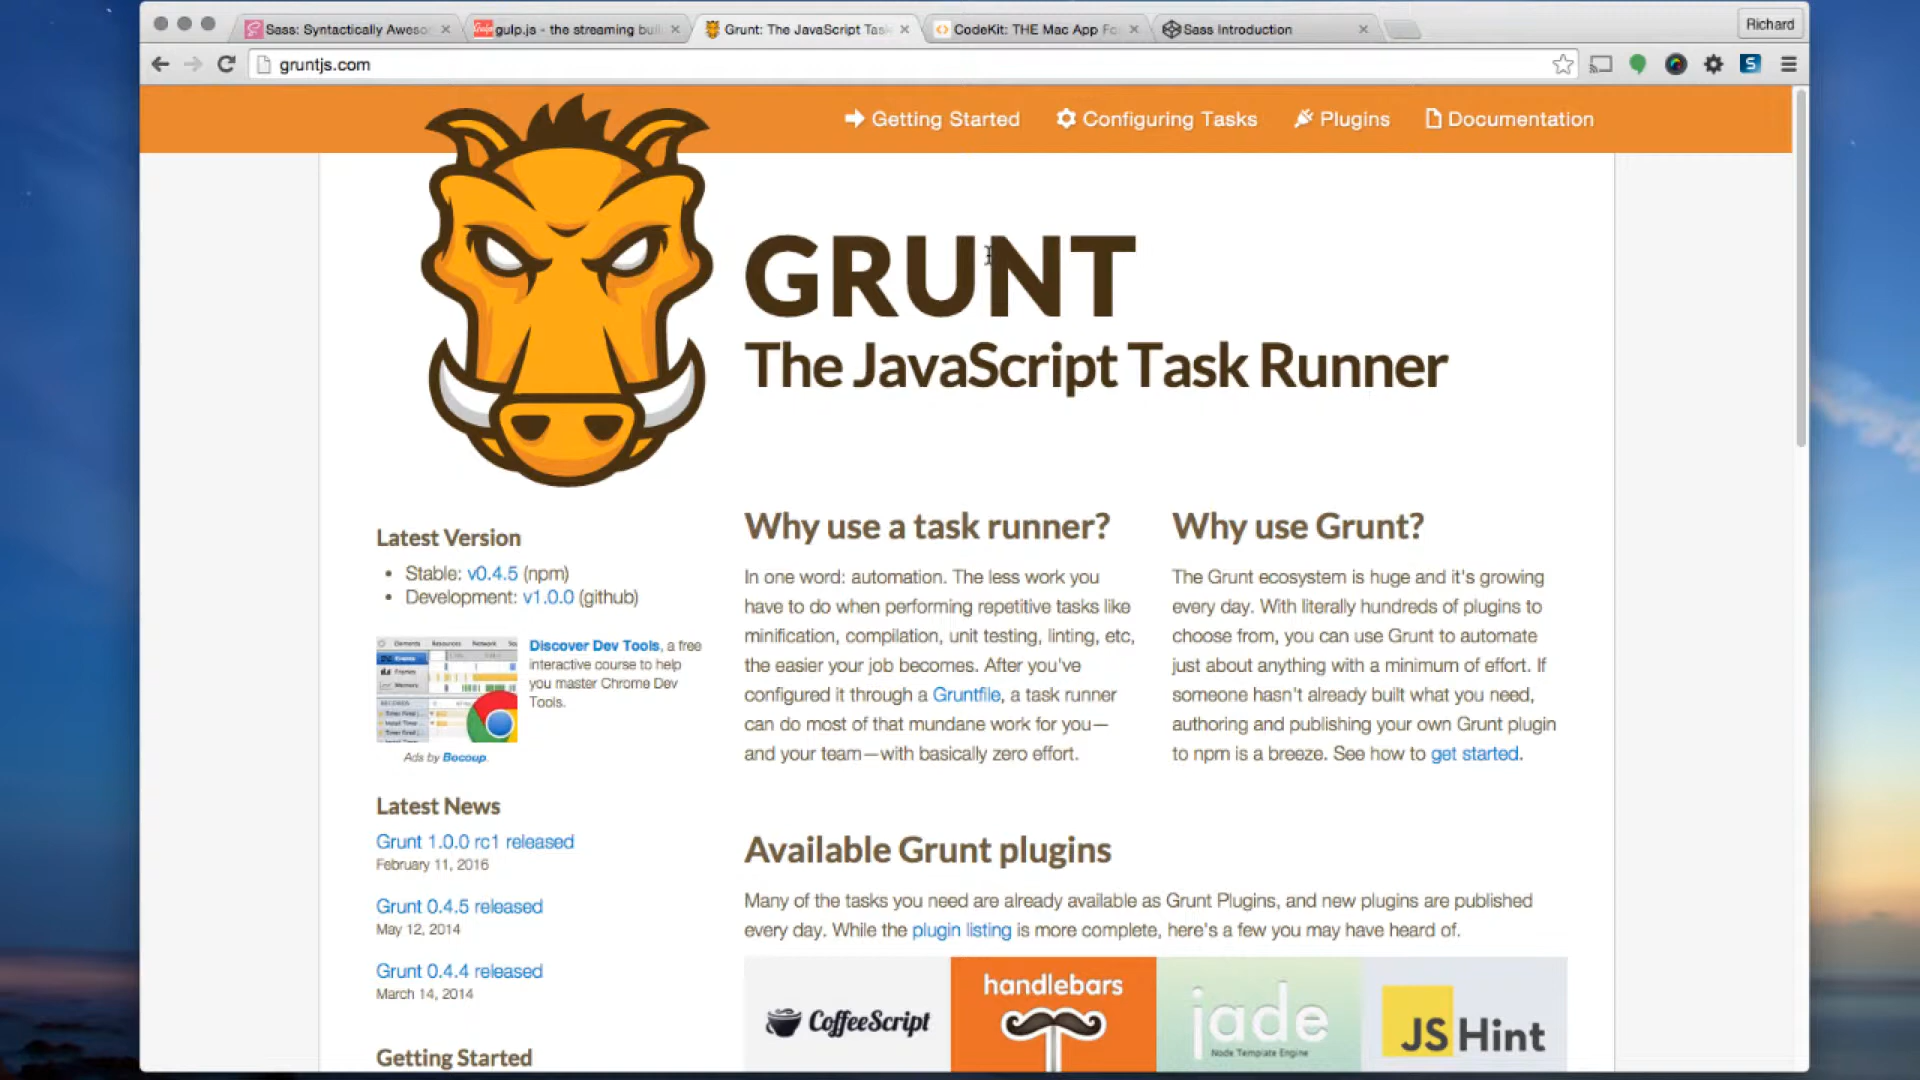 Sass: Syntactically Aweso
gulp.js - the streaming buil
Grunt: The JavaScript Task
CodeKit: THE Mac App Fo
Sass Introduction
Richard
gruntjs.com
Getting Started
Configuring Tasks
Plugins
Documentation
GRUNT
The JavaScript Task Runner
Latest Version
Stable: v0.4.5 (npm)
Development: v1.0.0 (github)
Discover Dev Tools, a free
interactive course to help
you master Chrome Dev
Tools.
Ads by Bocoup.
Latest News
Grunt 1.0.0 rc1 released
February 11, 2016
Grunt 0.4.5 released
May 12, 2014
Grunt 0.4.4 released
March 14, 2014
Getting Started
Why use a task runner?
In one word: automation. The less work you
have to do when performing repetitive tasks like
minification, compilation, unit testing, linting, etc,
the easier your job becomes. After you've
configured it through a Gruntfile, a task runner
can do most of that mundane work for you—
and your team—with basically zero effort.
Why use Grunt?
The Grunt ecosystem is huge and it's growing
every day. With literally hundreds of plugins to
choose from, you can use Grunt to automate
just about anything with a minimum of effort. If
someone hasn't already built what you need,
authoring and publishing your own Grunt plugin
to npm is a breeze. See how to get started.
Available Grunt plugins
Many of the tasks you need are already available as Grunt Plugins, and new plugins are published
every day. While the plugin listing is more complete, here's a few you may have heard of.
CoffeeScript
handlebars
jade
Node Template Engine
JSHint